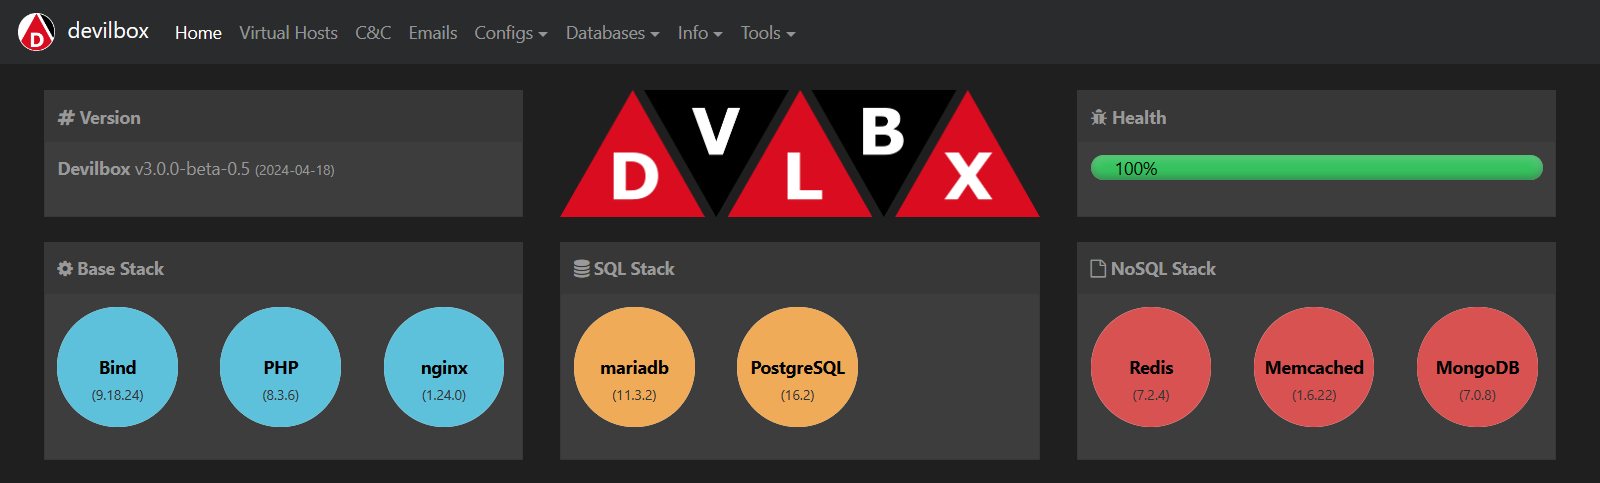 D devilbox Home Virtual Hosts C&C Emails Configs Databases Info Tools
# Version
Devilbox v3.0.0-beta-0.5 (2024-04-18)
D V L B X
Health
100%
Base Stack
Bind PHP nginx
(9.18.24) (8.3.6) (1.24.0)
SQL Stack
mariadb PostgreSQL
(11.3.2) (16.2)
NoSQL Stack
Redis Memcached MongoDB
(7.2.4) (1.6.22) (7.0.8)